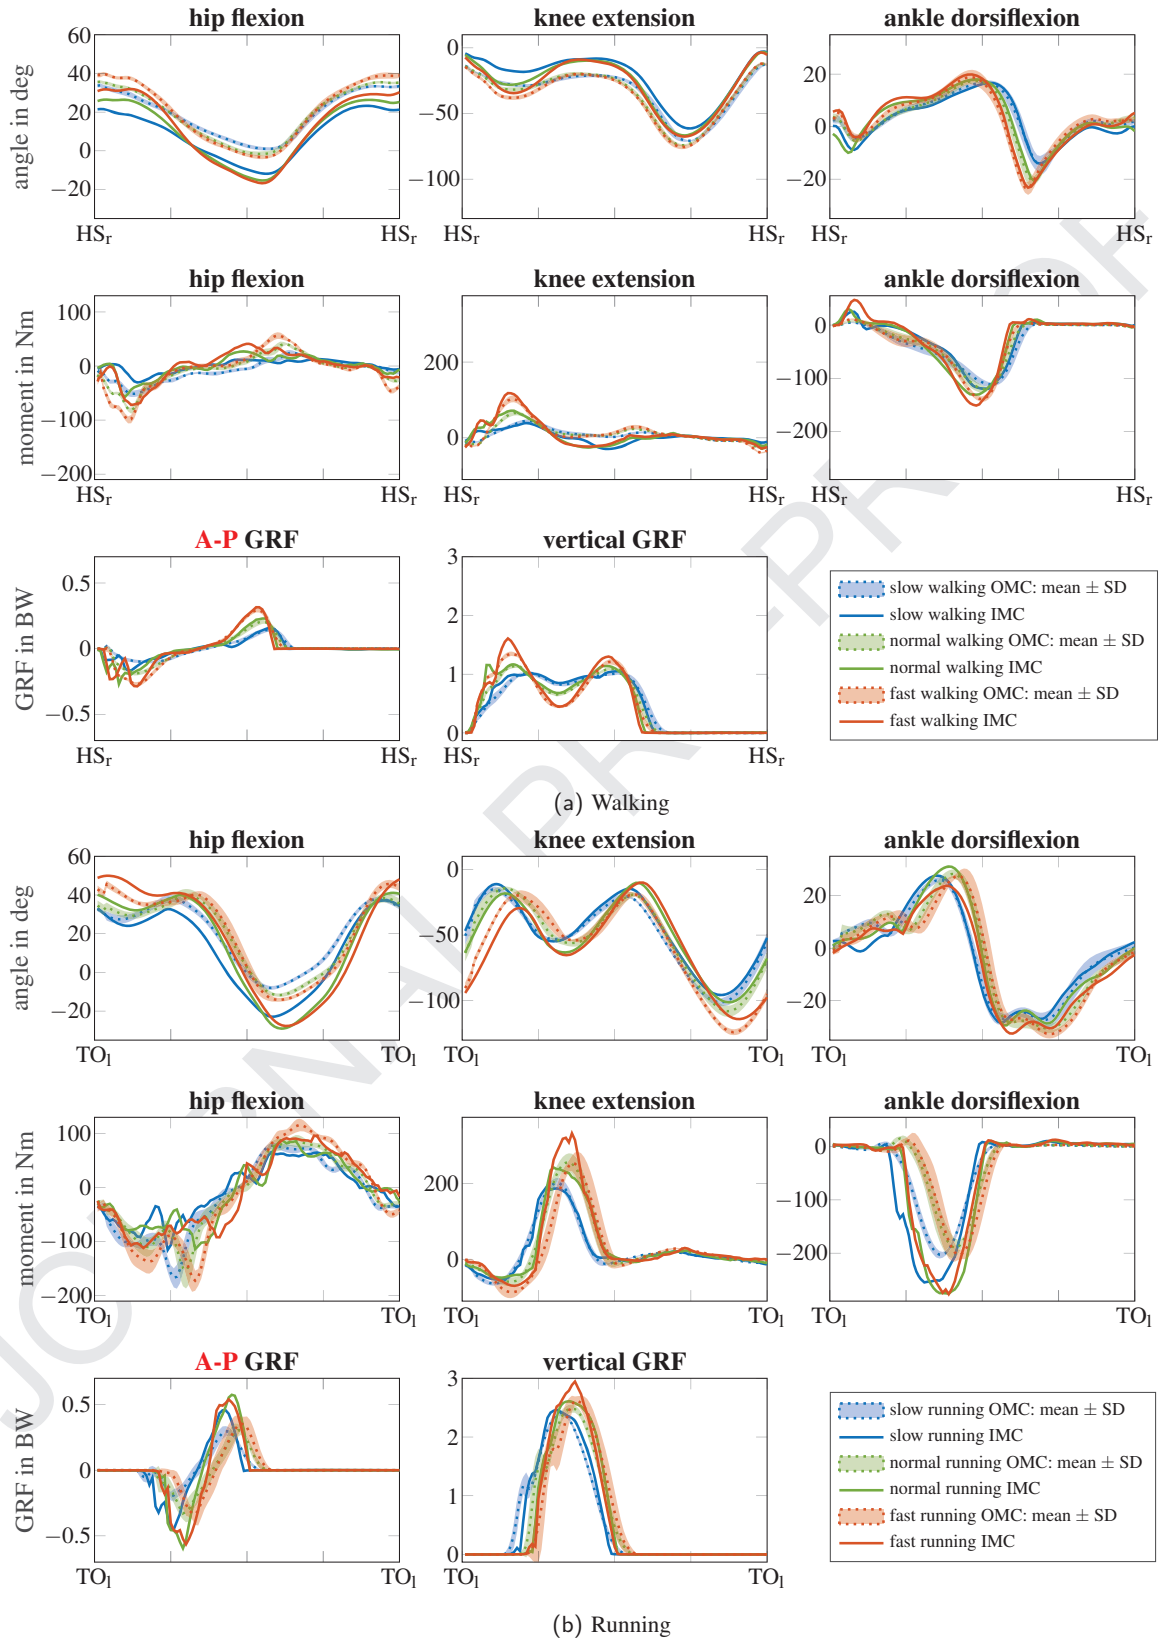 hip flexion knee extension ankle dorsiflexion
angle in deg
60
40
20
0
−20
0
−50
−100
20
0
−20
HSr HSr HSr HSr HSr HSr
hip flexion knee extension ankle dorsiflexion
moment in Nm
100
0
−100
−200
200
0
0
−100
−200
HSr HSr HSr HSr HSr HSr
A-P GRF vertical GRF
GRF in BW
0.5
0
−0.5
3
2
1
0
HSr HSr HSr HSr
slow walking OMC: mean ± SD
slow walking IMC
normal walking OMC: mean ± SD
normal walking IMC
fast walking OMC: mean ± SD
fast walking IMC
(a) Walking
hip flexion knee extension ankle dorsiflexion
angle in deg
60
40
20
0
−20
0
−50
−100
20
0
−20
TOl TOl TOl TOl TOl TOl
hip flexion knee extension ankle dorsiflexion
moment in Nm
100
0
−100
−200
200
0
0
−100
−200
TOl TOl TOl TOl TOl TOl
A-P GRF vertical GRF
GRF in BW
0.5
0
−0.5
3
2
1
0
TOl TOl TOl TOl
slow running OMC: mean ± SD
slow running IMC
normal running OMC: mean ± SD
normal running IMC
fast running OMC: mean ± SD
fast running IMC
(b) Running
JOURNAL PRE-PROOF